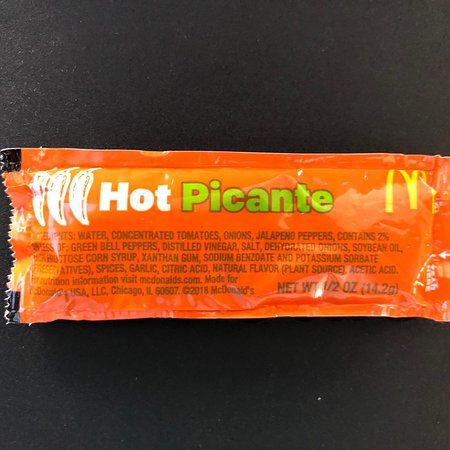 Hot Picante
INGREDIENTS: WATER, CONCENTRATED TOMATOES, ONIONS, JALAPENO PEPPERS, CONTAINS 2%
OF: GREEN BELL PEPPERS, DISTILLED VINEGAR, SALT, DEHYDRATED ONIONS, SOYBEAN OIL,
CORN SYRUP, XANTHAN GUM, SODIUM BENZOATE AND POTASSIUM SORBATE
SPICES, GARLIC, CITRIC ACID, NATURAL FLAVOR (PLANT SOURCE), ACETIC ACID.
nutrition information visit mcdonalds.com. Made for
McDonald's USA, LLC, Chicago, IL 60607. ©2018 McDonald's
NET WT 1/2 OZ (14.2g)